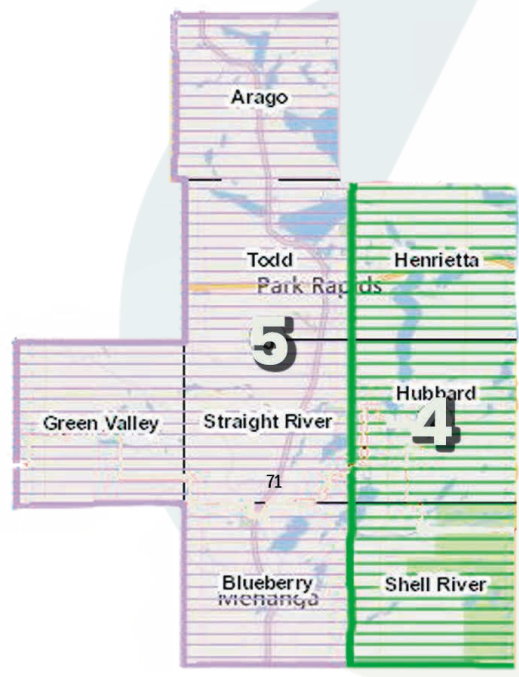 Arago
Todd
Henrietta
Park Rapids
5
Hubbard
4
Green Valley
Straight River
71
Blueberry
Menahga
Shell River